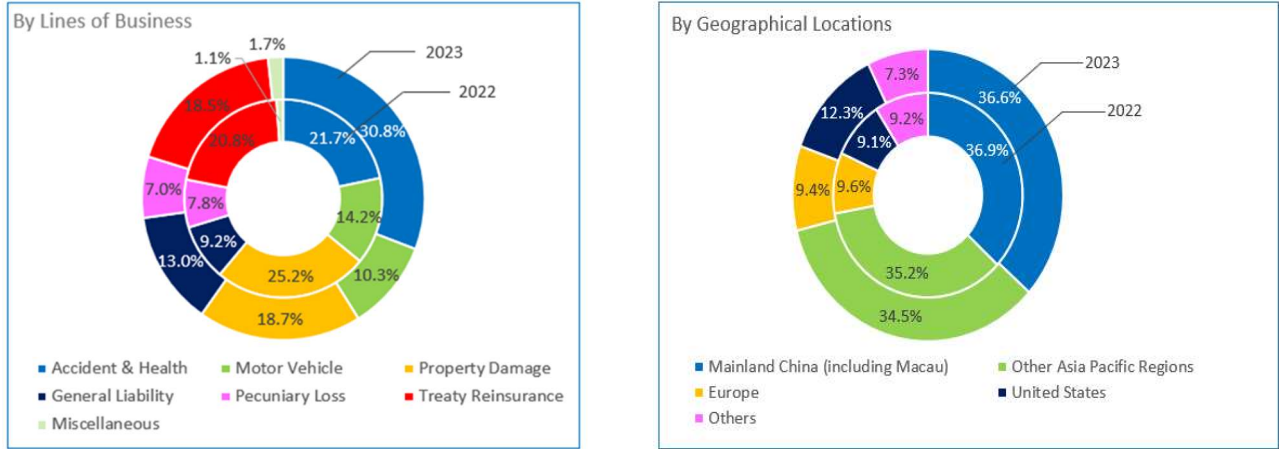 By Lines of Business
1.7%
1.1%
2023
2022
18.5%
20.8%
21.7%
30.8%
7.0%
7.8%
14.2%
9.2%
13.0%
25.2%
10.3%
18.7%
Accident & Health
Motor Vehicle
Property Damage
General Liability
Pecuniary Loss
Treaty Reinsurance
Miscellaneous
By Geographical Locations
7.3%
2023
36.6%
12.3%
9.2%
2022
9.1%
36.9%
9.4%
9.6%
35.2%
34.5%
Mainland China (including Macau)
Other Asia Pacific Regions
Europe
United States
Others